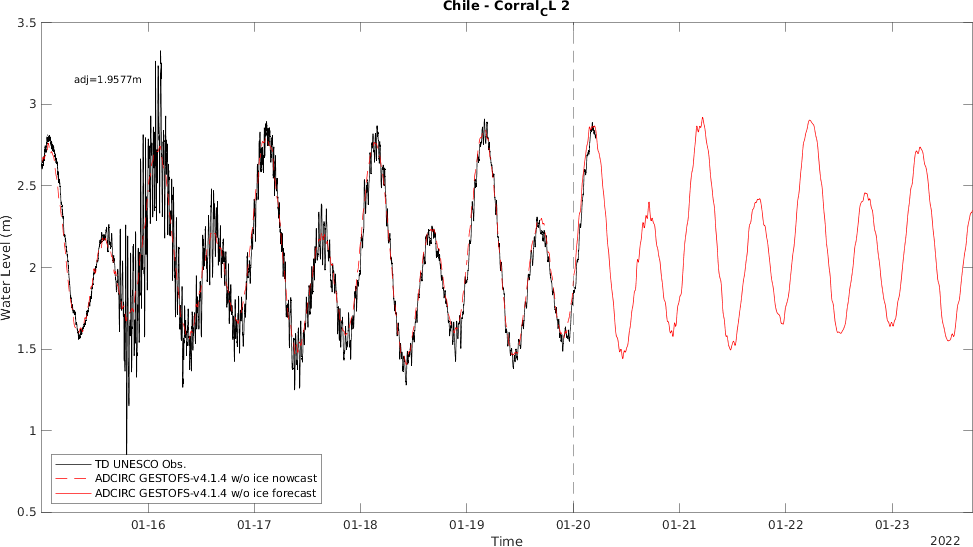 Chile - Corral_CL 2
3.5
adj=1.9577m
3
2.5
2
1.5
1
0.5
Water Level (m)
TD UNESCO Obs.
ADCIRC GESTOFS-v4.1.4 w/o ice nowcast
ADCIRC GESTOFS-v4.1.4 w/o ice forecast
01-16 01-17 01-18 01-19 01-20 01-21 01-22 01-23
Time
2022